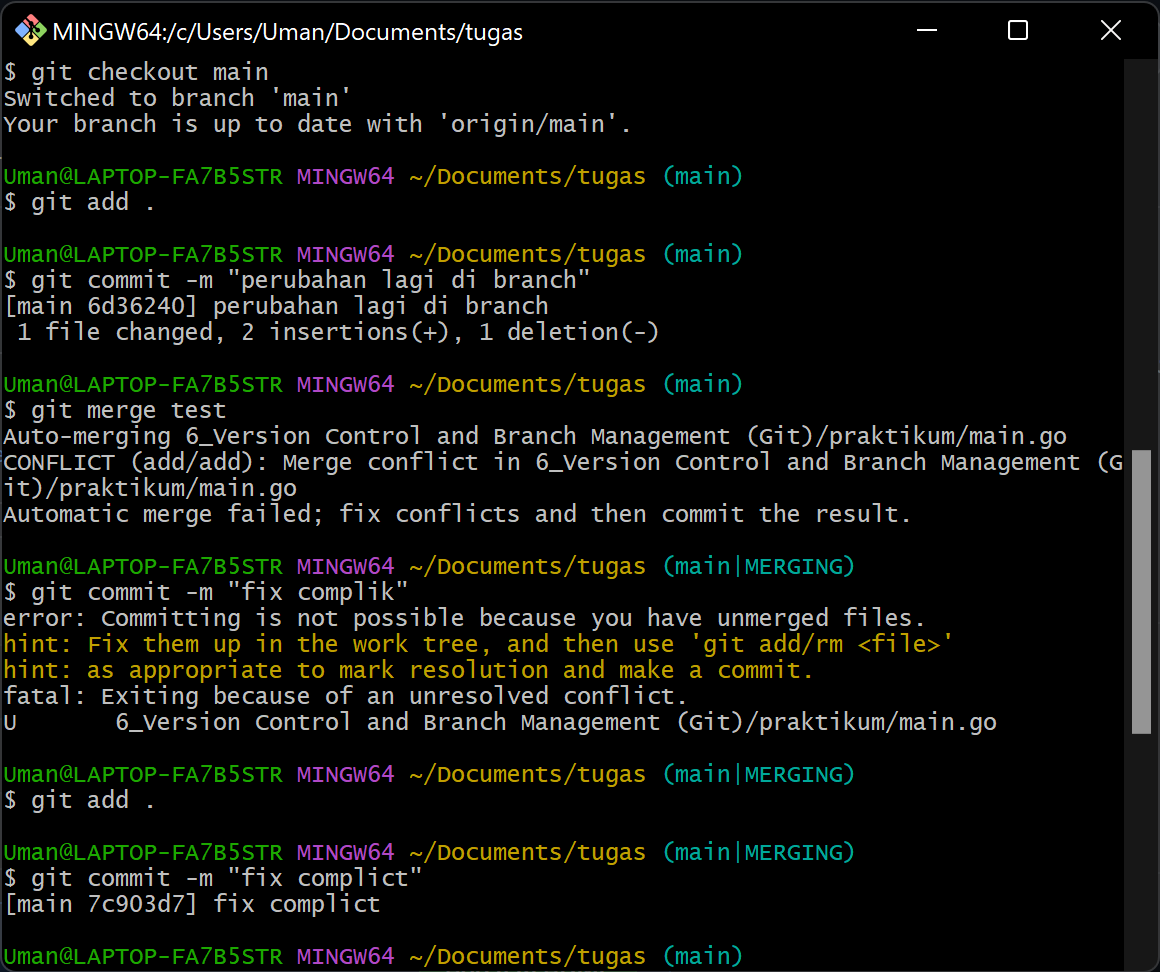 MINGW64:/c/Users/Uman/Documents/tugas
$ git checkout main
Switched to branch 'main'
Your branch is up to date with 'origin/main'.
Uman@LAPTOP-FA7B5STR MINGW64 ~/Documents/tugas (main)
$ git add .
Uman@LAPTOP-FA7B5STR MINGW64 ~/Documents/tugas (main)
$ git commit -m "perubahan lagi di branch"
[main 6d36240] perubahan lagi di branch
 1 file changed, 2 insertions(+), 1 deletion(-)
Uman@LAPTOP-FA7B5STR MINGW64 ~/Documents/tugas (main)
$ git merge test
Auto-merging 6_Version Control and Branch Management (Git)/praktikum/main.go
CONFLICT (add/add): Merge conflict in 6_Version Control and Branch Management (G
it)/praktikum/main.go
Automatic merge failed; fix conflicts and then commit the result.
Uman@LAPTOP-FA7B5STR MINGW64 ~/Documents/tugas (main|MERGING)
$ git commit -m "fix complik"
error: Committing is not possible because you have unmerged files.
hint: Fix them up in the work tree, and then use 'git add/rm <file>'
hint: as appropriate to mark resolution and make a commit.
fatal: Exiting because of an unresolved conflict.
U       6_Version Control and Branch Management (Git)/praktikum/main.go
Uman@LAPTOP-FA7B5STR MINGW64 ~/Documents/tugas (main|MERGING)
$ git add .
Uman@LAPTOP-FA7B5STR MINGW64 ~/Documents/tugas (main|MERGING)
$ git commit -m "fix complict"
[main 7c903d7] fix complict
Uman@LAPTOP-FA7B5STR MINGW64 ~/Documents/tugas (main)